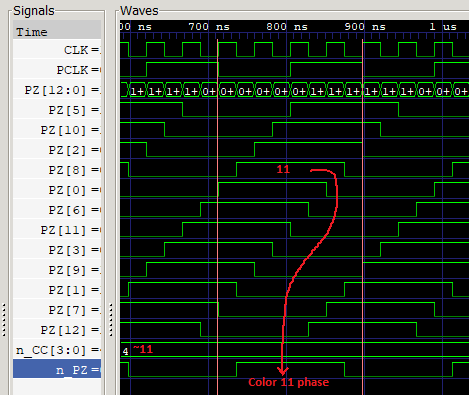 Signals
Waves
Time
00 ns 700 ns 800 ns 900 ns 1 us
CLK=
PCLK=
PZ[12:0]= 1+ 1+ 1+ 1+ 0+ 0+ 0+ 0+ 0+ 0+ 1+ 1+ 1+ 1+ 1+ 1+ 0+ 0+ 0+
PZ[5]=
PZ[10]=
PZ[2]=
PZ[8]= 11
PZ[0]=
PZ[6]=
PZ[11]=
PZ[3]=
PZ[9]=
PZ[1]=
PZ[7]=
PZ[12]=
n_CC[3:0]= 4 ~11
n_PZ=
Color 11 phase